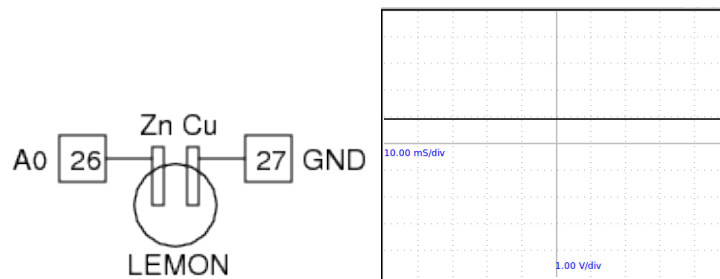 Zn Cu
A0 26 27 GND
LEMON
10.00 mS/div
1.00 V/div